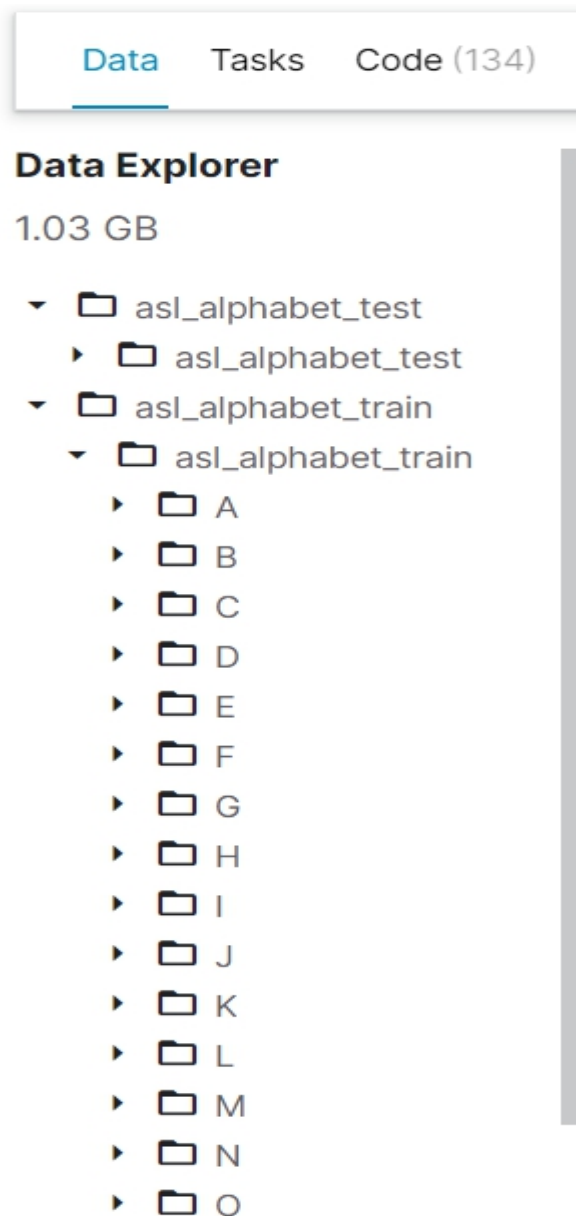 Data Tasks Code (134)
Data Explorer
1.03 GB
asl_alphabet_test
asl_alphabet_test
asl_alphabet_train
asl_alphabet_train
A
B
C
D
E
F
G
H
I
J
K
L
M
N
O